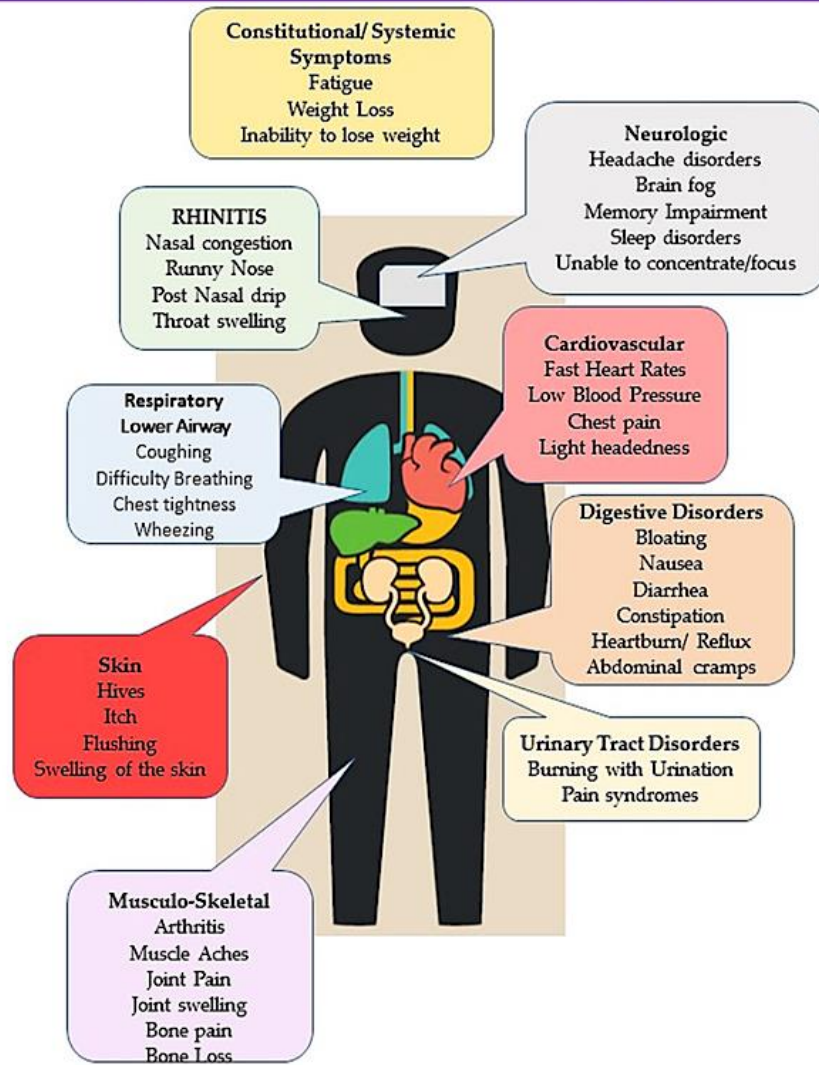 Constitutional/ Systemic
Symptoms
Fatigue
Weight Loss
Inability to lose weight
Neurologic
Headache disorders
Brain fog
Memory Impairment
Sleep disorders
Unable to concentrate/focus
RHINITIS
Nasal congestion
Runny Nose
Post Nasal drip
Throat swelling
Cardiovascular
Fast Heart Rates
Low Blood Pressure
Chest pain
Light headedness
Respiratory
Lower Airway
Coughing
Difficulty Breathing
Chest tightness
Wheezing
Digestive Disorders
Bloating
Nausea
Diarrhea
Constipation
Heartburn/ Reflux
Abdominal cramps
Skin
Hives
Itch
Flushing
Swelling of the skin
Urinary Tract Disorders
Burning with Urination
Pain syndromes
Musculo-Skeletal
Arthritis
Muscle Aches
Joint Pain
Joint swelling
Bone pain
Bone Loss